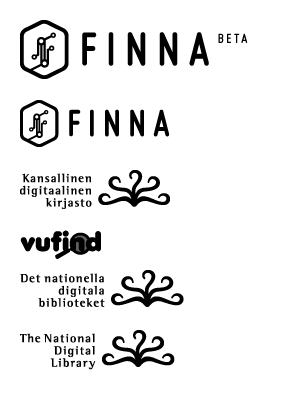 FINNA BETA
FINNA
Kansallinen
digitaalinen
kirjasto
vufind
Det nationella
digitala
biblioteket
The National
Digital
Library